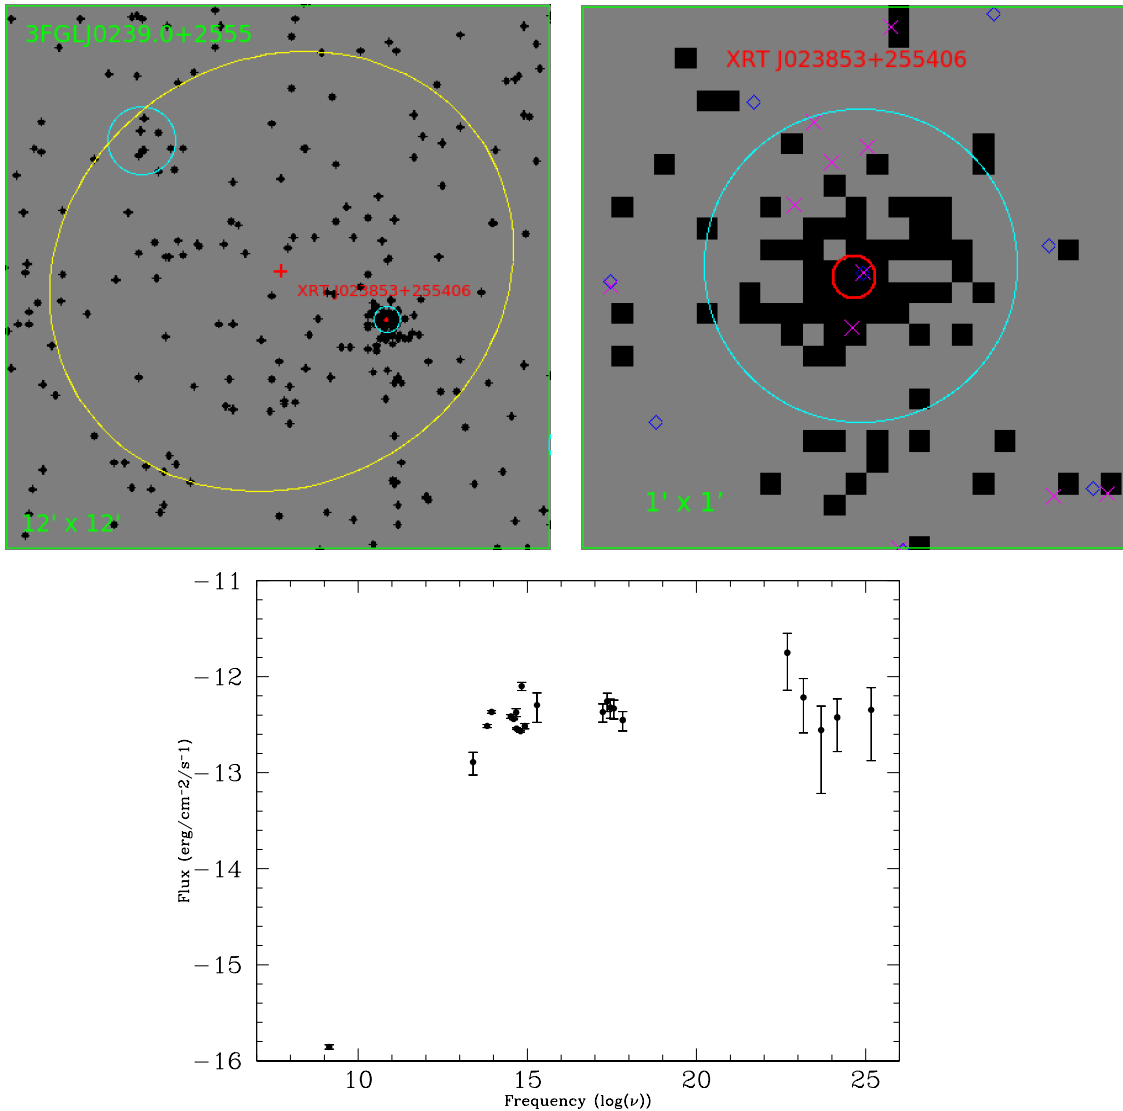 3FGLJ0239.0+2555
XRT J023853+255406
12' x 12'
XRT J023853+255406
1' x 1'
Flux (erg/cm-2/s-1)
-11
-12
-13
-14
-15
-16
10 15 20 25
Frequency (log(ν))